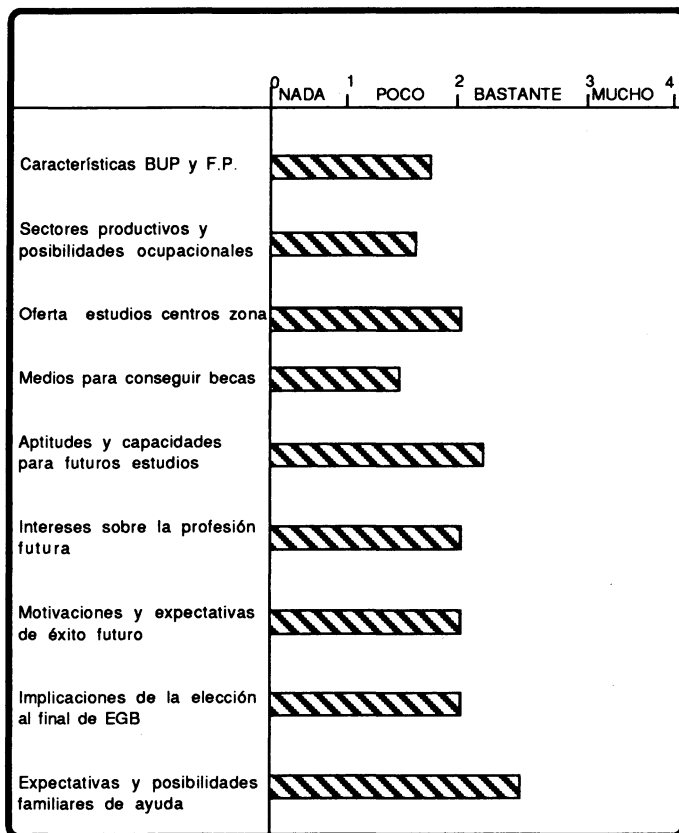 0 1 2 3 4
NADA POCO BASTANTE MUCHO
Características BUP y F.P.
Sectores productivos y
posibilidades ocupacionales
Oferta estudios centros zona
Medios para conseguir becas
Aptitudes y capacidades
para futuros estudios
Intereses sobre la profesión
futura
Motivaciones y expectativas
de éxito futuro
Implicaciones de la elección
al final de EGB
Expectativas y posibilidades
familiares de ayuda